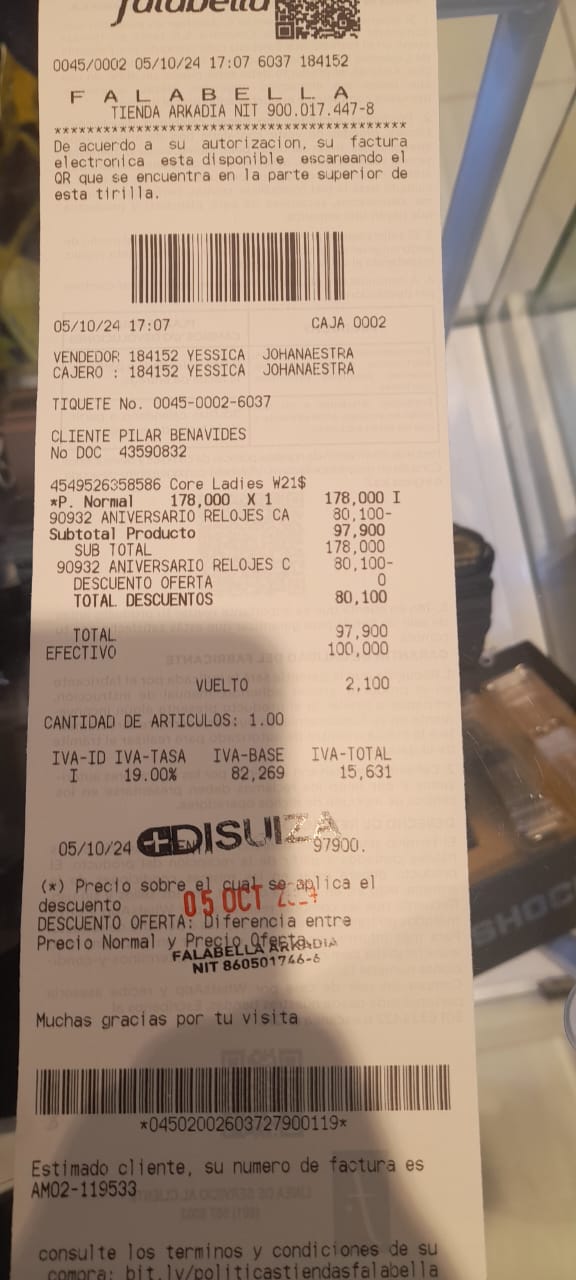 falabella
0045/0002 05/10/24 17:07 6037 184152
F A L A B E L L A
TIENDA ARKADIA NIT 900.017.447-8
******************************************
De acuerdo a su autorizacion, su factura
electronica esta disponible escaneando el
QR que se encuentra en la parte superior de
esta tirilla.
05/10/24 17:07 CAJA 0002
VENDEDOR 184152 YESSICA JOHANAESTRA
CAJERO : 184152 YESSICA JOHANAESTRA
TIQUETE No. 0045-0002-6037
CLIENTE PILAR BENAVIDES
No DOC 43590832
4549526358586 Core Ladies W21$
*P. Normal 178,000 X 1 178,000 I
90932 ANIVERSARIO RELOJES CA 80,100-
Subtotal Producto 97,900
SUB TOTAL 178,000
90932 ANIVERSARIO RELOJES C 80,100-
DESCUENTO OFERTA 0
TOTAL DESCUENTOS 80,100
TOTAL 97,900
EFECTIVO 100,000
VUELTO 2,100
CANTIDAD DE ARTICULOS: 1.00
IVA-ID IVA-TASA IVA-BASE IVA-TOTAL
I 19.00% 82,269 15,631
05/10/24 DISUIZA 97900.
(*) Precio sobre el cual se aplica el
descuento 05 OCT
DESCUENTO OFERTA: Diferencia entre
Precio Normal y Precio Oferta.
FALABELLA ARKADIA
NIT 860501746-6
Muchas gracias por tu visita
*04502002603727900119*
Estimado cliente, su numero de factura es
AM02-119533
consulte los terminos y condiciones de su
compra: bit.ly/politicastiendasfalabella
SHOCK